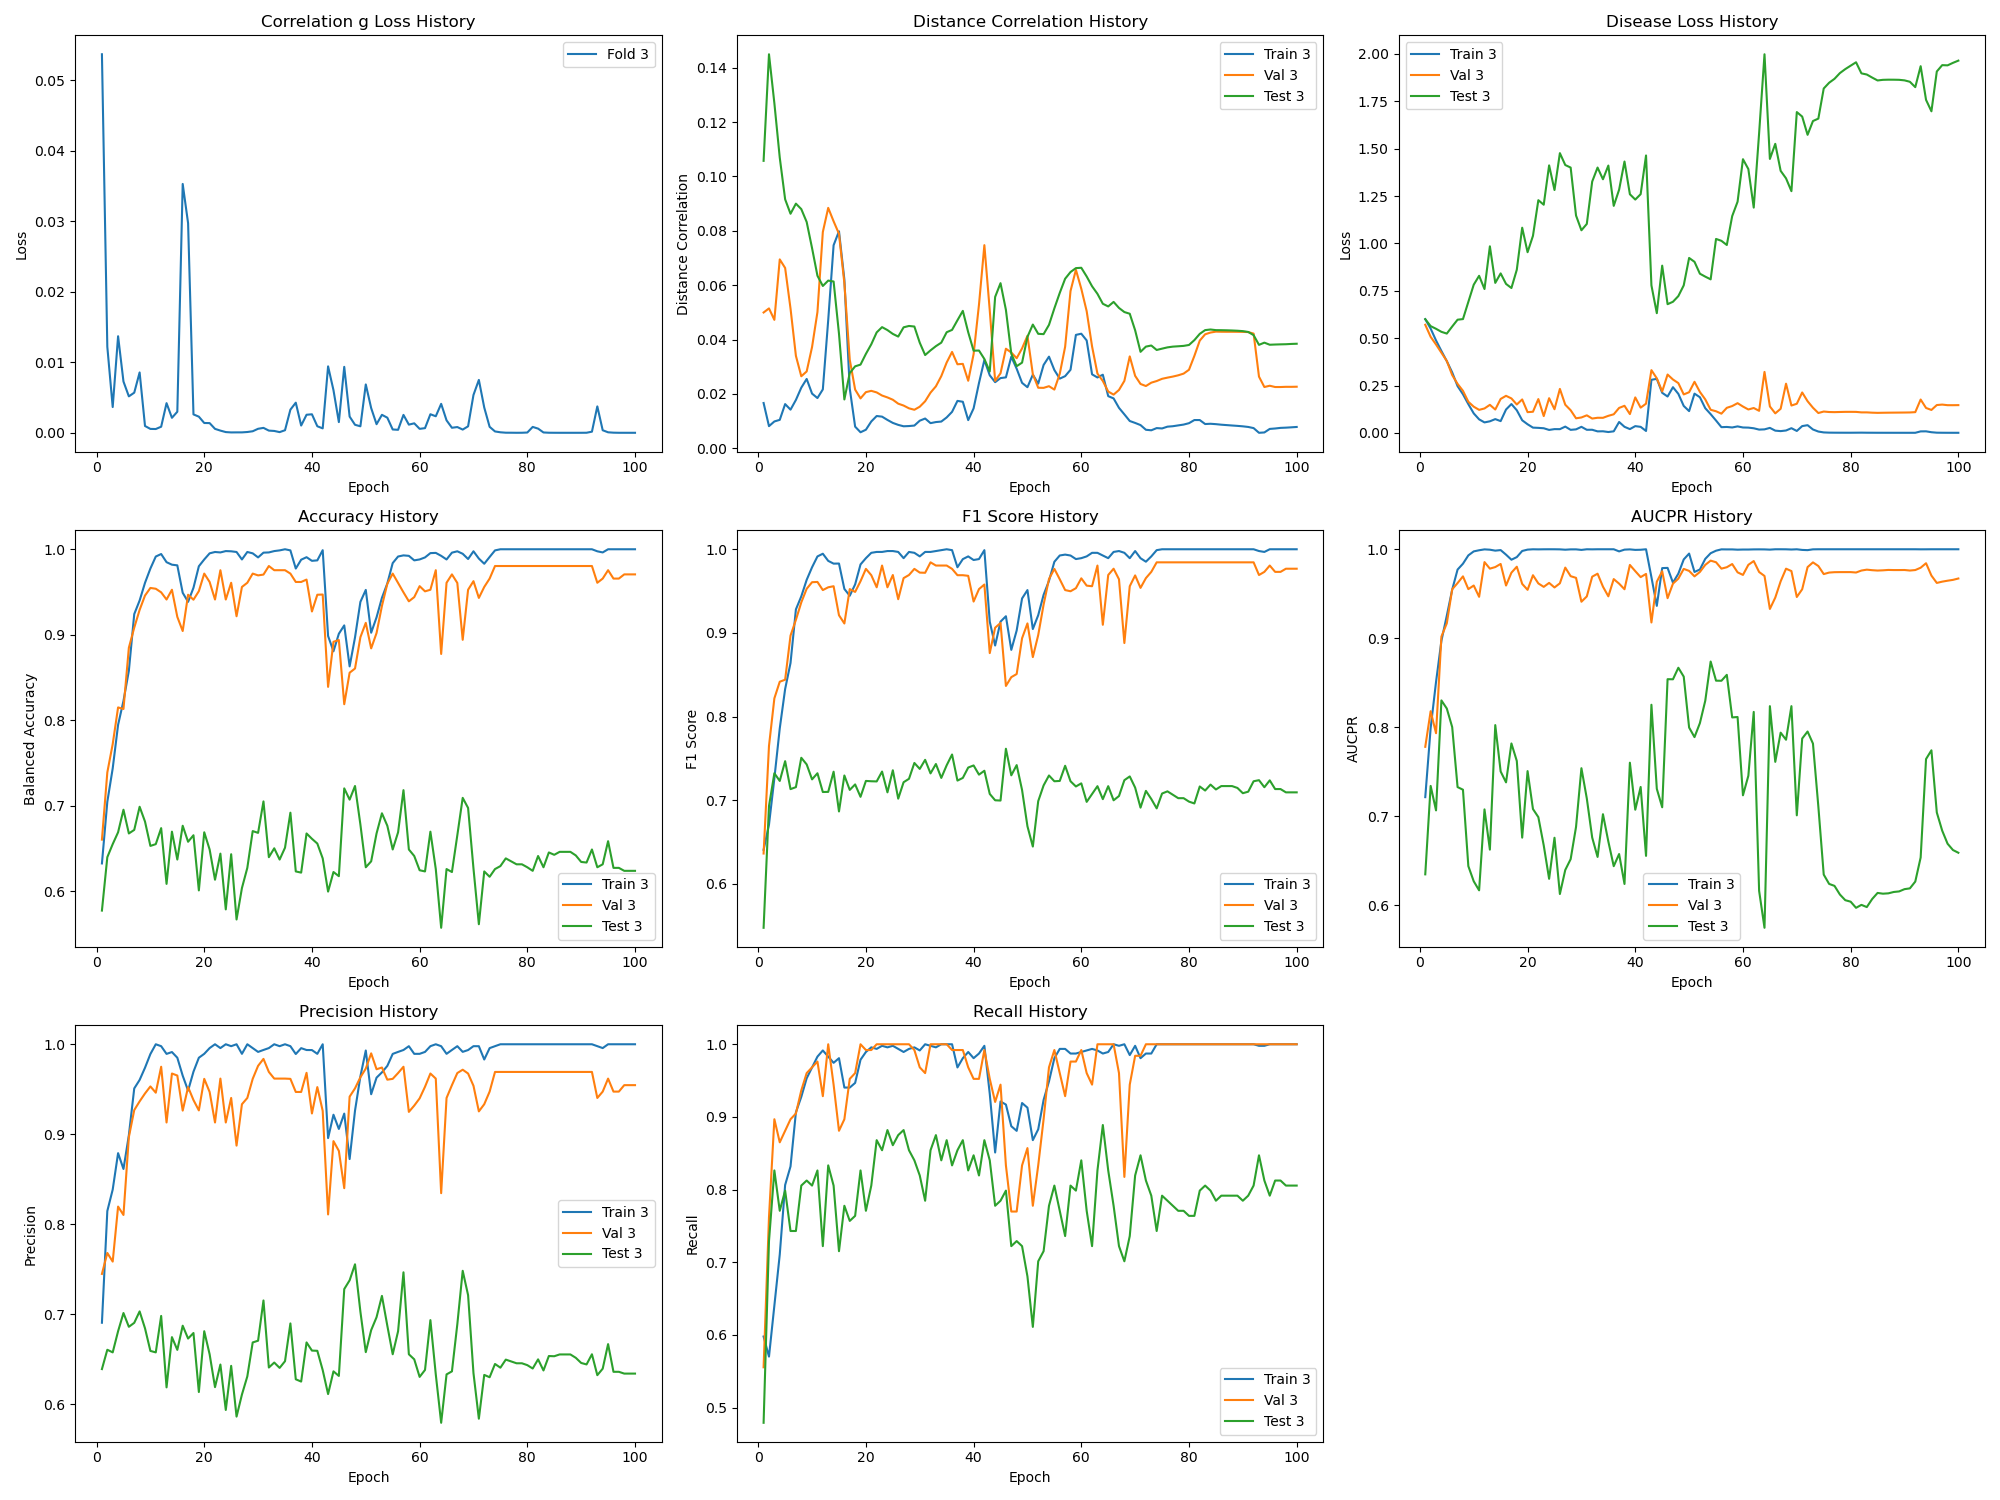 Correlation g Loss History
Loss
0.05
0.04
0.03
0.02
0.01
0.00
0 20 40 60 80 100
Epoch
Fold 3
Distance Correlation History
Distance Correlation
0.14
0.12
0.10
0.08
0.06
0.04
0.02
0.00
0 20 40 60 80 100
Epoch
Train 3
Val 3
Test 3
Disease Loss History
Loss
2.00
1.75
1.50
1.25
1.00
0.75
0.50
0.25
0.00
0 20 40 60 80 100
Epoch
Train 3
Val 3
Test 3
Accuracy History
Balanced Accuracy
1.0
0.9
0.8
0.7
0.6
0 20 40 60 80 100
Epoch
Train 3
Val 3
Test 3
F1 Score History
F1 Score
1.0
0.9
0.8
0.7
0.6
0 20 40 60 80 100
Epoch
Train 3
Val 3
Test 3
AUCPR History
AUCPR
1.0
0.9
0.8
0.7
0.6
0 20 40 60 80 100
Epoch
Train 3
Val 3
Test 3
Precision History
Precision
1.0
0.9
0.8
0.7
0.6
0 20 40 60 80 100
Epoch
Train 3
Val 3
Test 3
Recall History
Recall
1.0
0.9
0.8
0.7
0.6
0.5
0 20 40 60 80 100
Epoch
Train 3
Val 3
Test 3